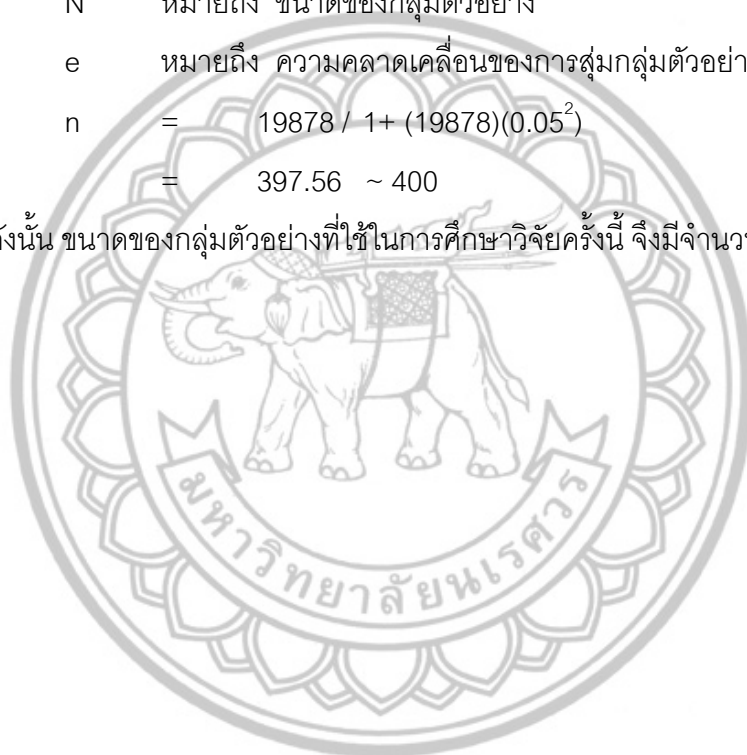 N หมายถึง ขนาดของกลุ่มตัวอย่าง
e หมายถึง ความคลาดเคลื่อนของการสุ่มกลุ่มตัวอย่า
n = 19878 / 1+ (19878)(0.05²)
= 397.56 ~ 400
ังนั้น ขนาดของกลุ่มตัวอย่างที่ใช้ในการศึกษาวิจัยครั้งนี้ จึงมีจำนวน
มหาวิทยาลัยนเรศวร